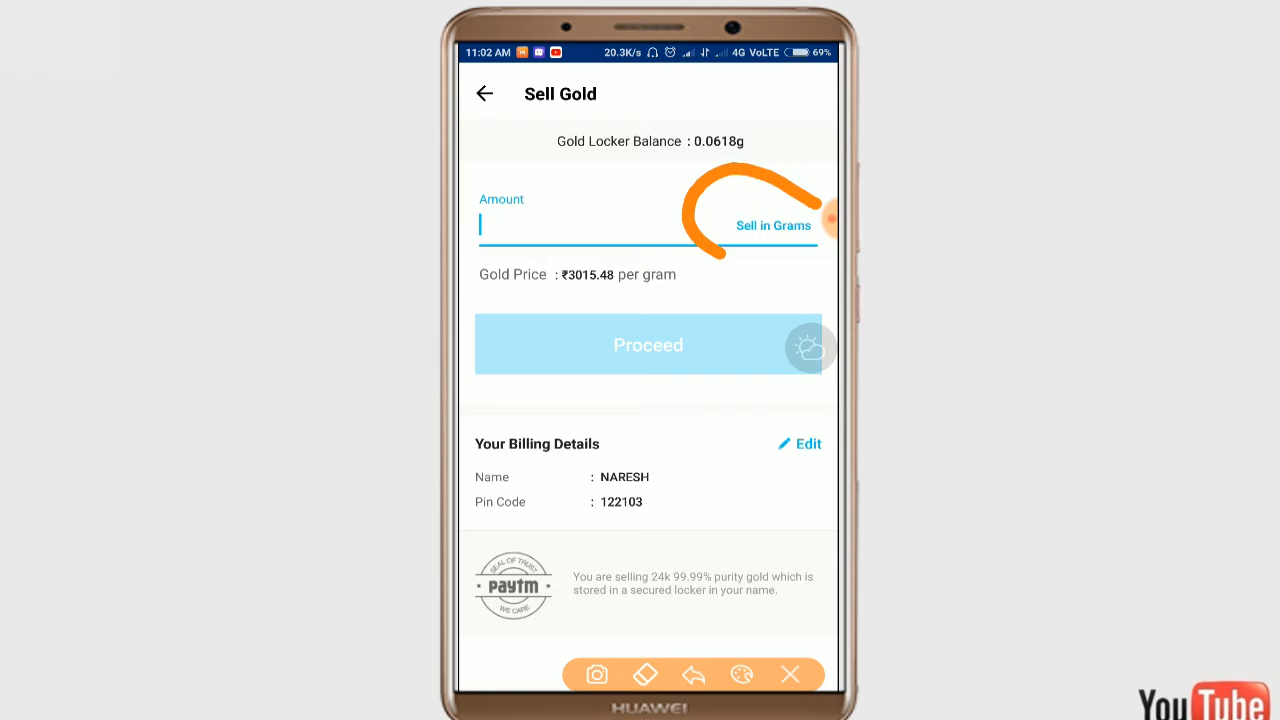 11:02 AM 20.3K/s 4G VoLTE 69%
Sell Gold
Gold Locker Balance : 0.0618g
Amount
Sell in Grams
Gold Price : ₹3015.48 per gram
Proceed
Your Billing Details Edit
Name : NARESH
Pin Code : 122103
SEAL OF TRUST
paytm
WE CARE
You are selling 24k 99.99% purity gold which is
stored in a secured locker in your name.
HUAWEI
YouTube